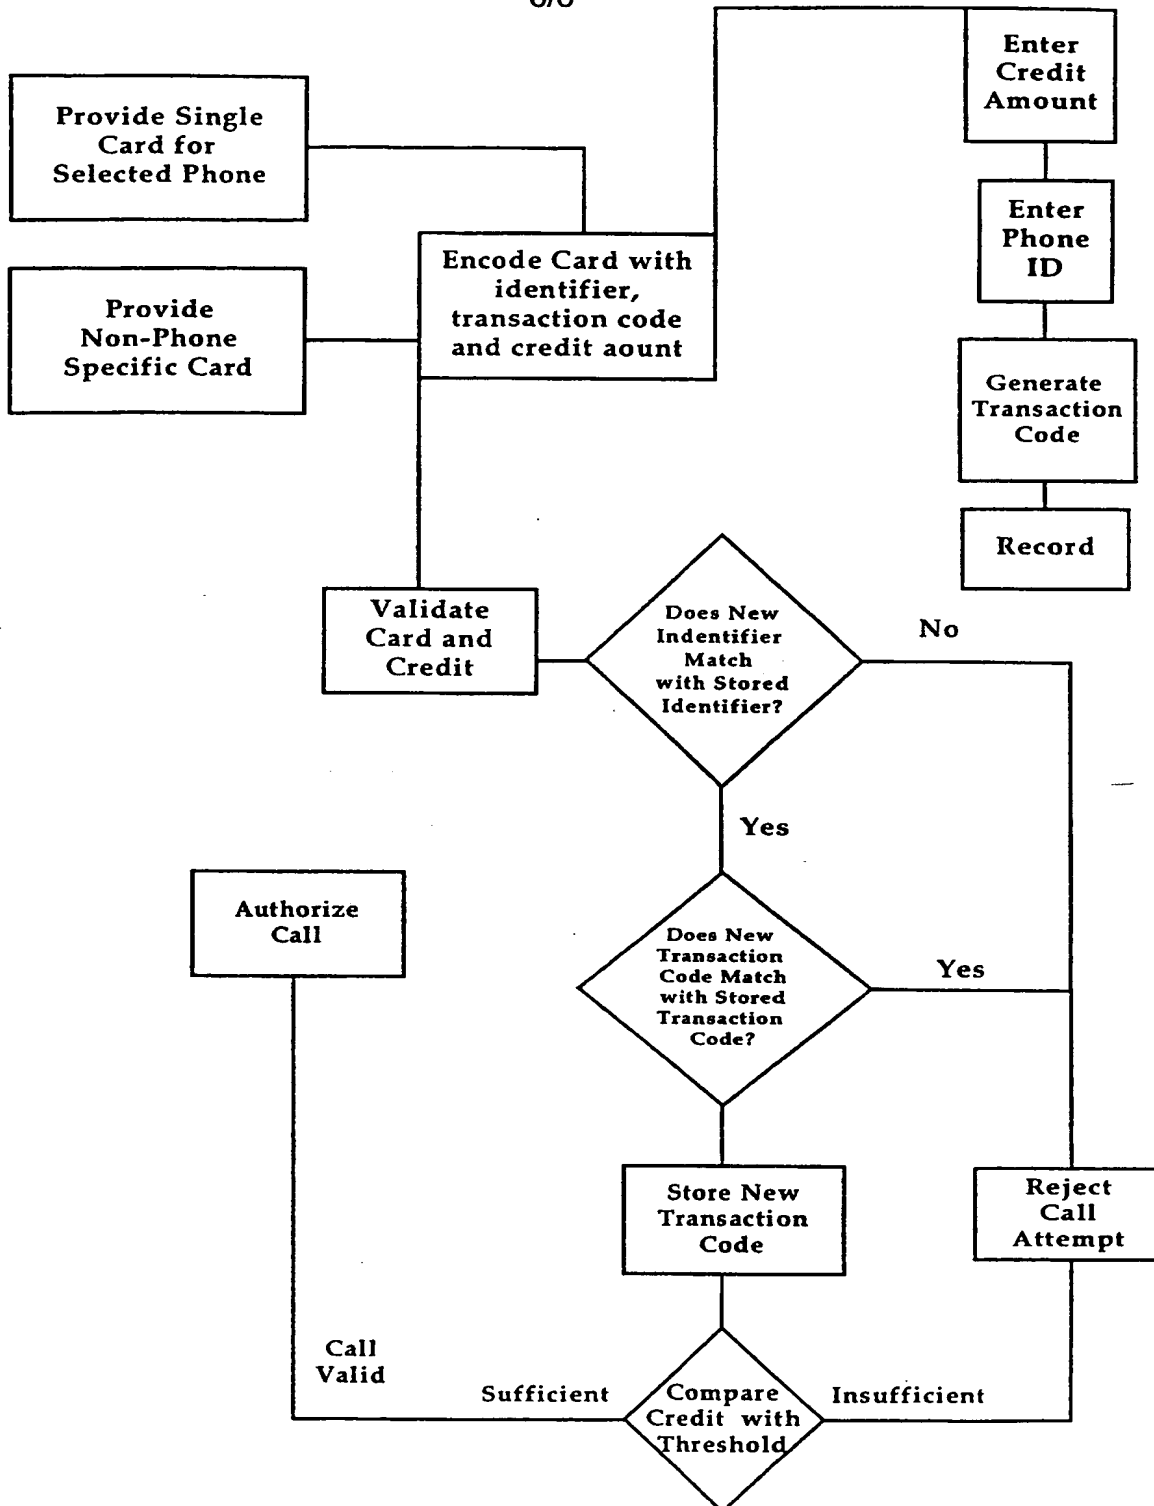 Enter
Credit
Amount
Provide Single
Card for
Selected Phone
Enter
Phone
ID
Encode Card with
identifier,
transaction code
and credit aount
Provide
Non-Phone
Specific Card
Generate
Transaction
Code
Record
Validate
Card and
Credit
Does New
Indentifier
Match
with Stored
Identifier?
No
Yes
Authorize
Call
Does New
Transaction
Code Match
with Stored
Transaction
Code?
Yes
Store New
Transaction
Code
Reject
Call
Attempt
Call
Valid
Sufficient
Compare
Credit with
Threshold
Insufficient